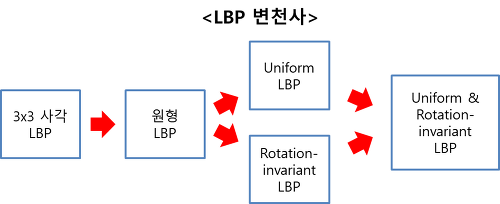 <LBP 변천사>
3x3 사각
LBP
원형
LBP
Uniform
LBP
Rotation-
invariant
LBP
Uniform &
Rotation-
invariant
LBP